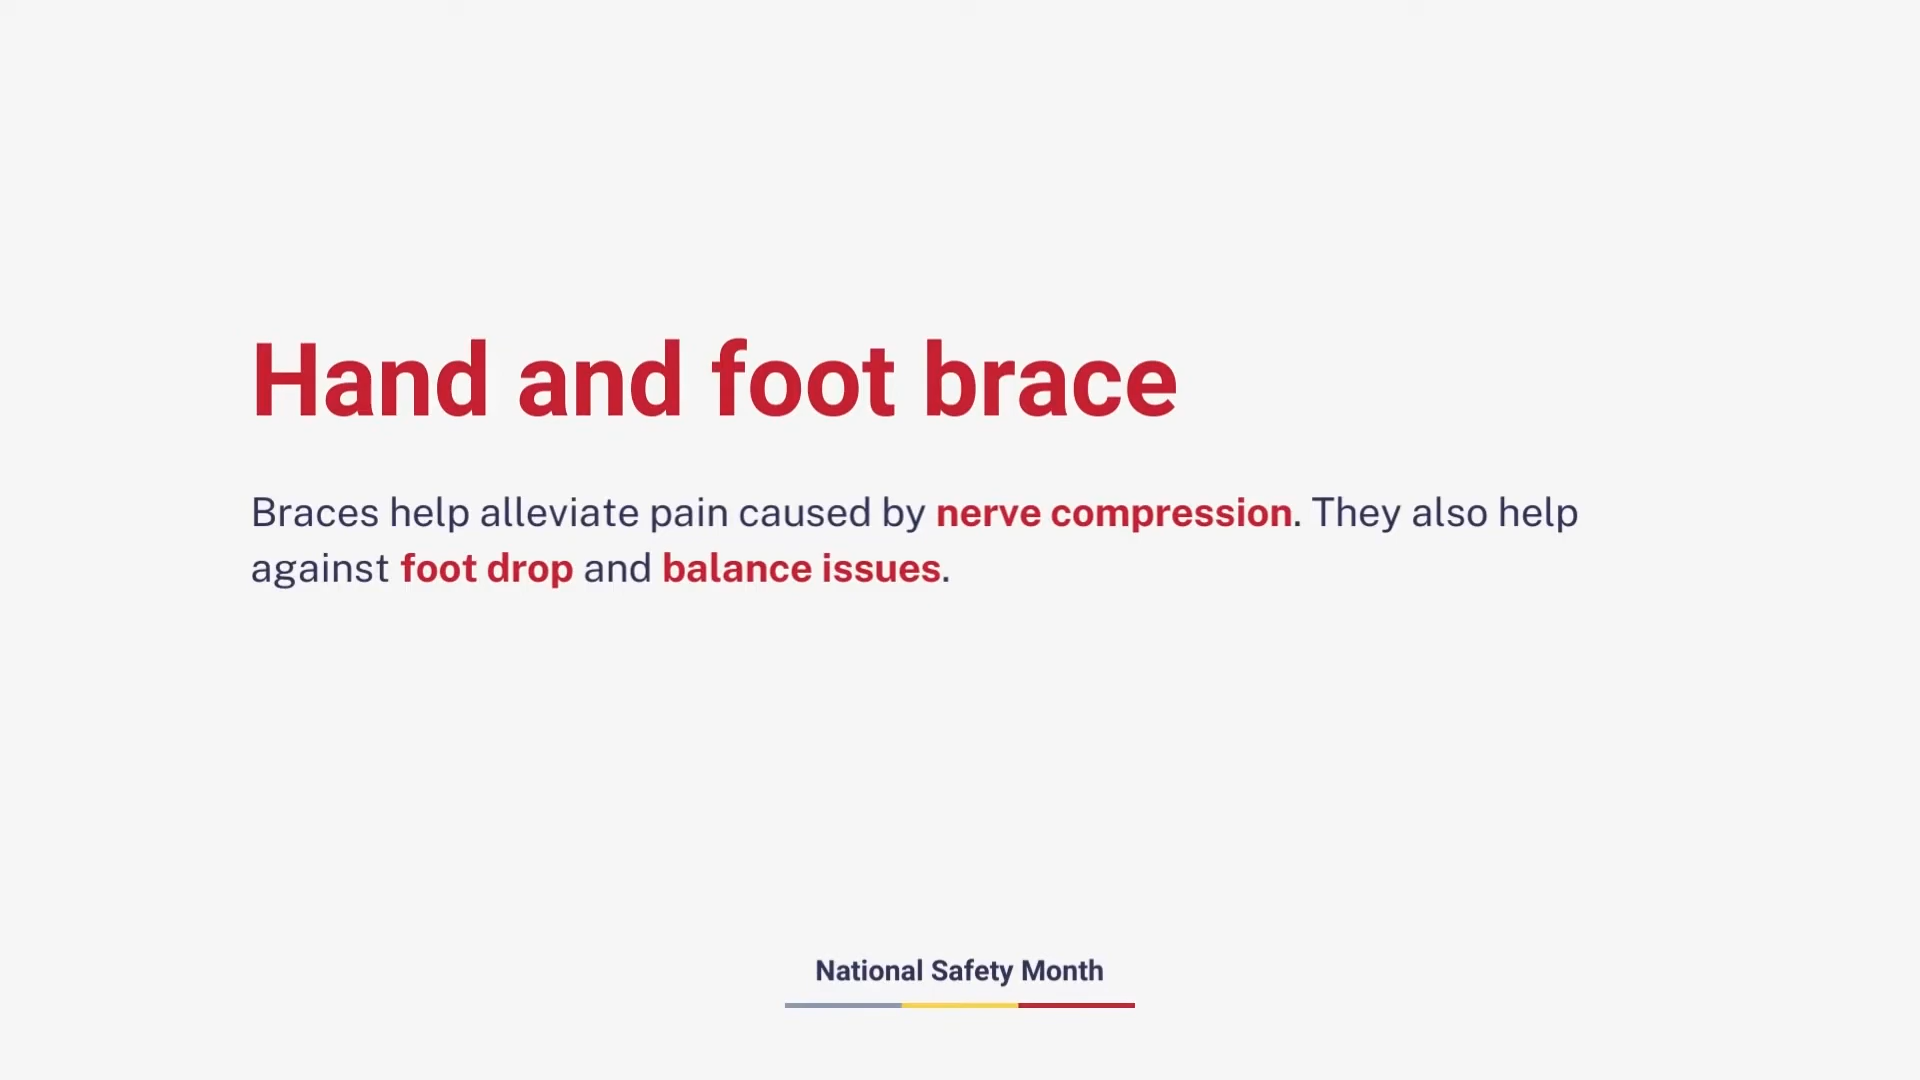 Hand and foot brace
Braces help alleviate pain caused by nerve compression. They also help
against foot drop and balance issues.
National Safety Month